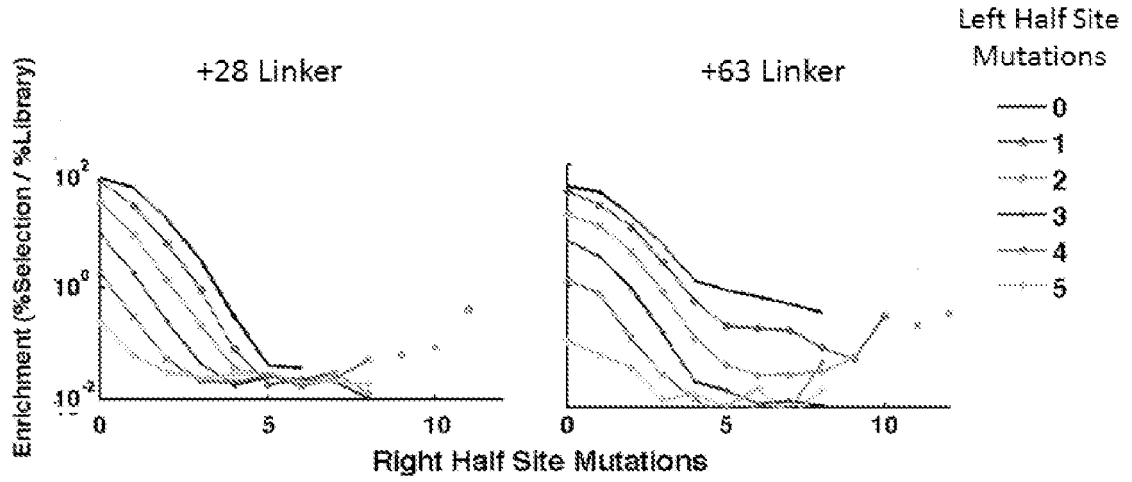 Left Half Site
Mutations
+28 Linker
+63 Linker
Enrichment (%Selection / %Library)
10²
10⁰
10⁻²
0
5
10
0
5
10
Right Half Site Mutations
0
1
2
3
4
5